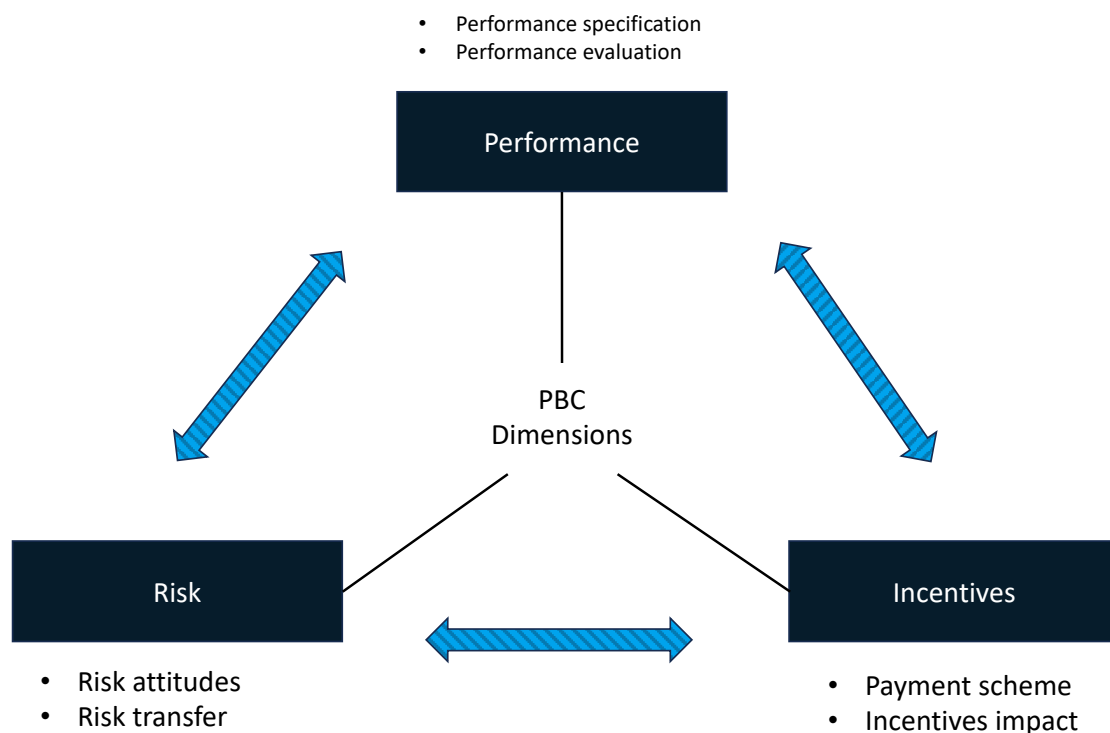 • Performance specification
• Performance evaluation
Performance
PBC
Dimensions
Risk
Incentives
• Risk attitudes
• Risk transfer
• Payment scheme
• Incentives impact